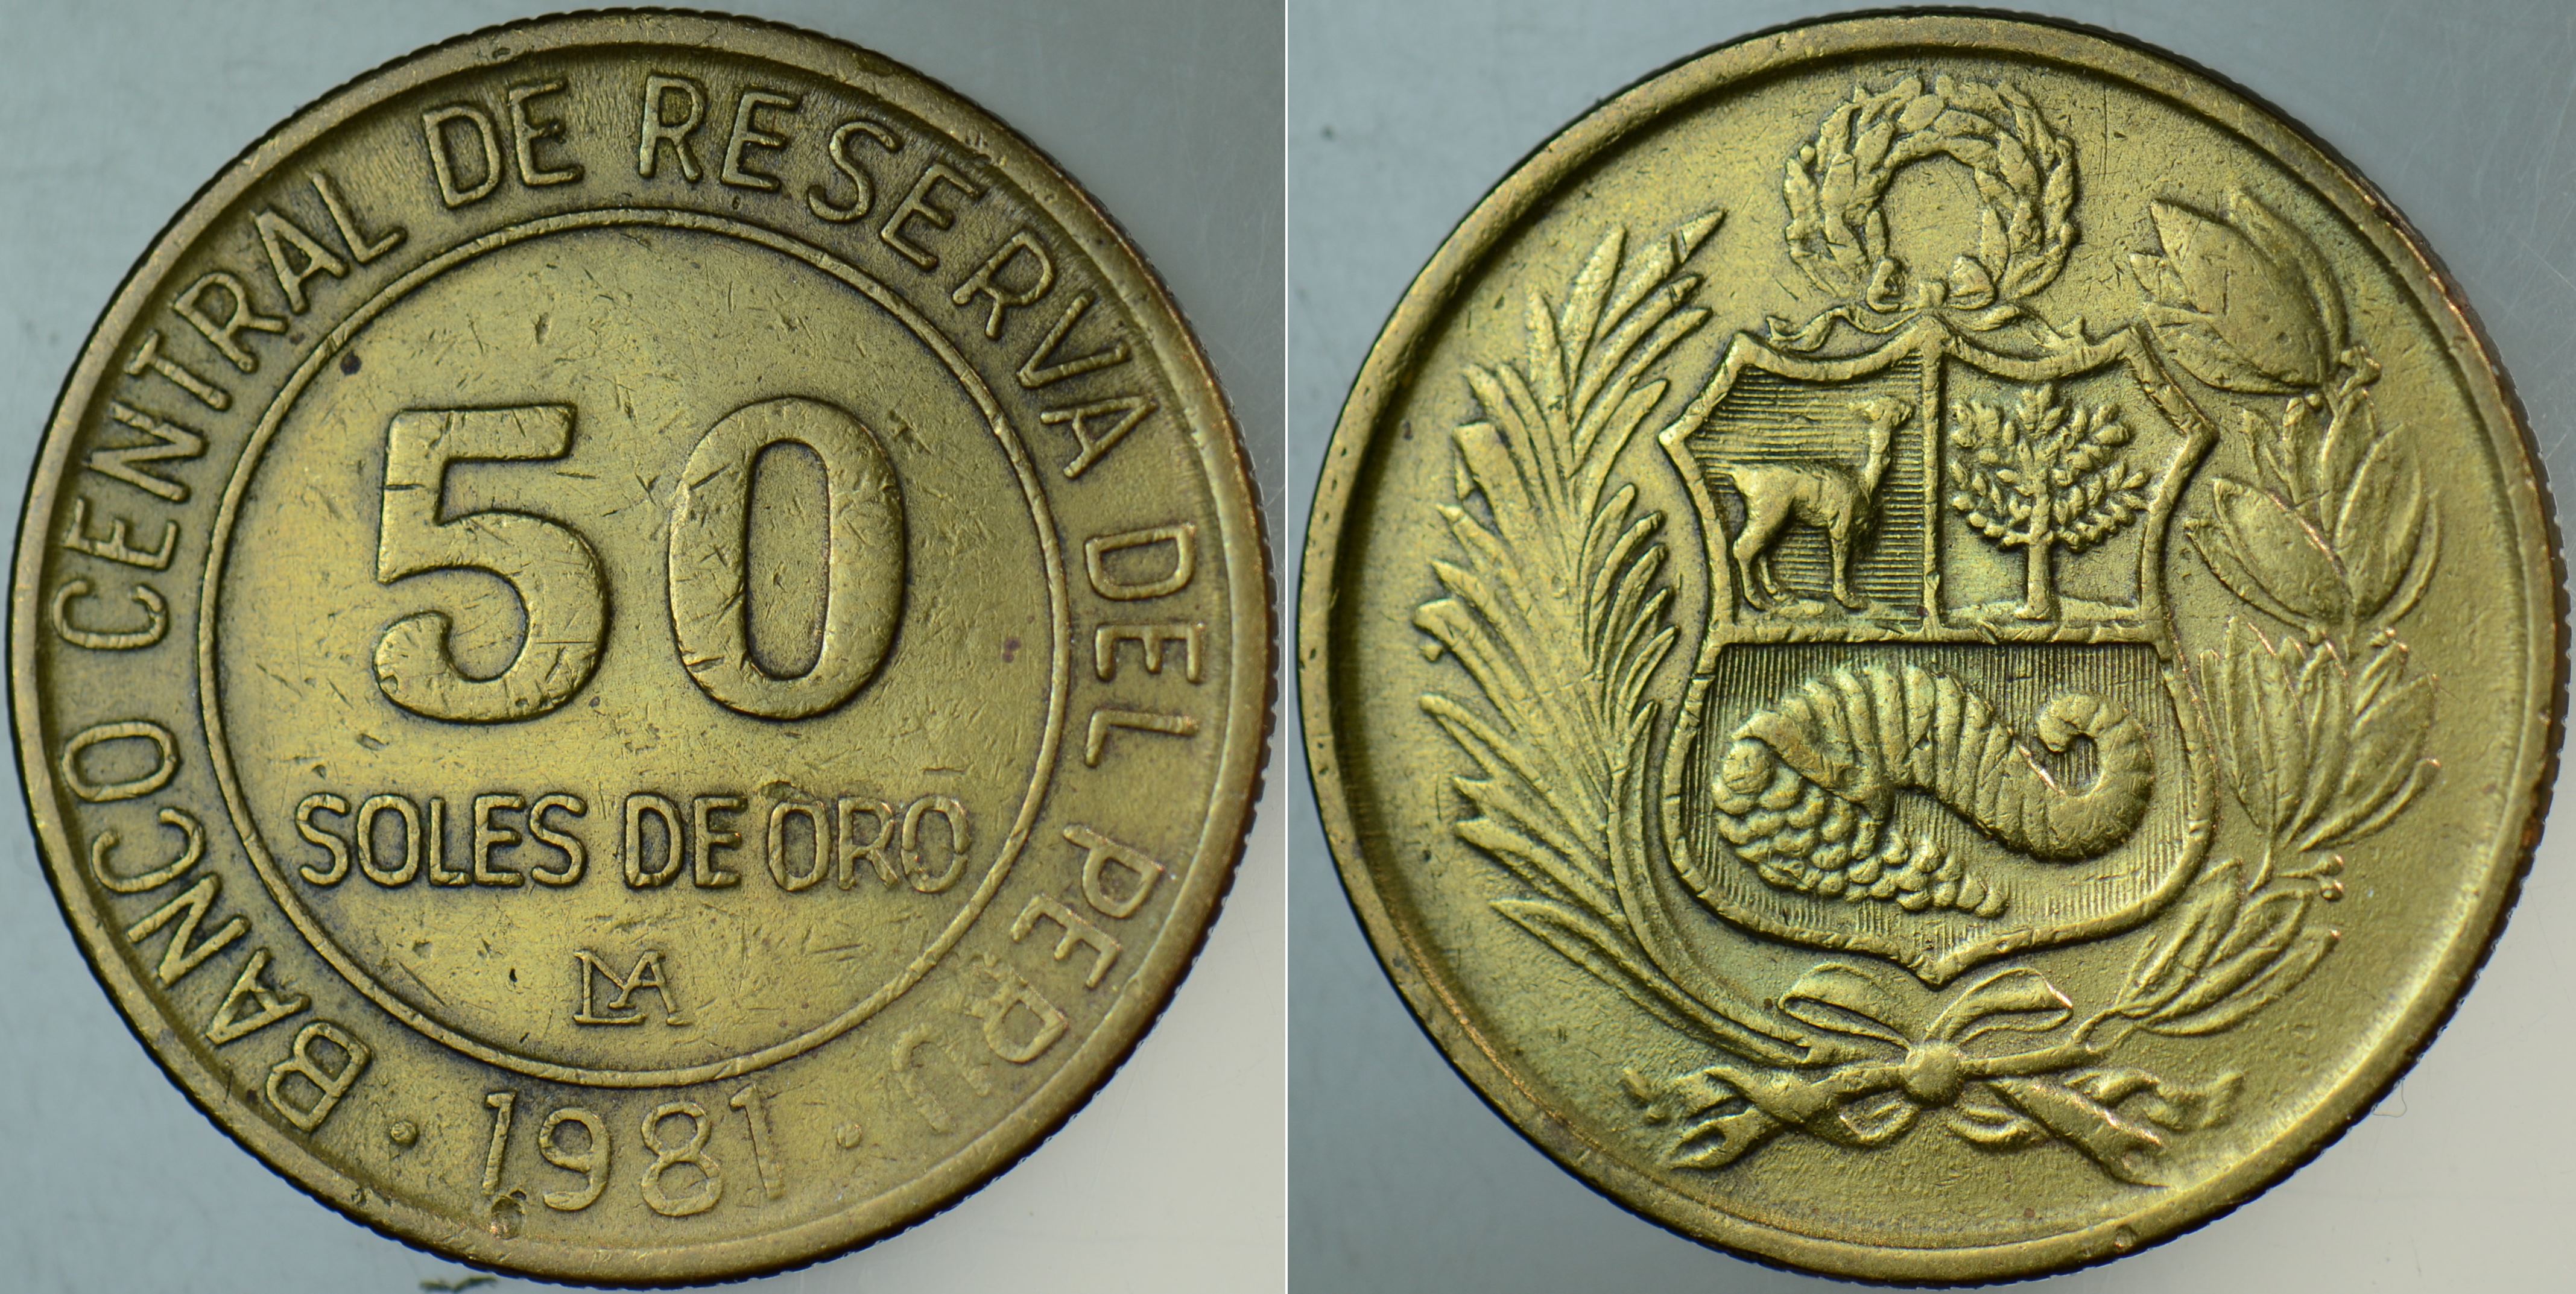 BANCO CENTRAL DE RESERVA DEL PERU
50
SOLES DE ORO
LMA
· 1981 ·